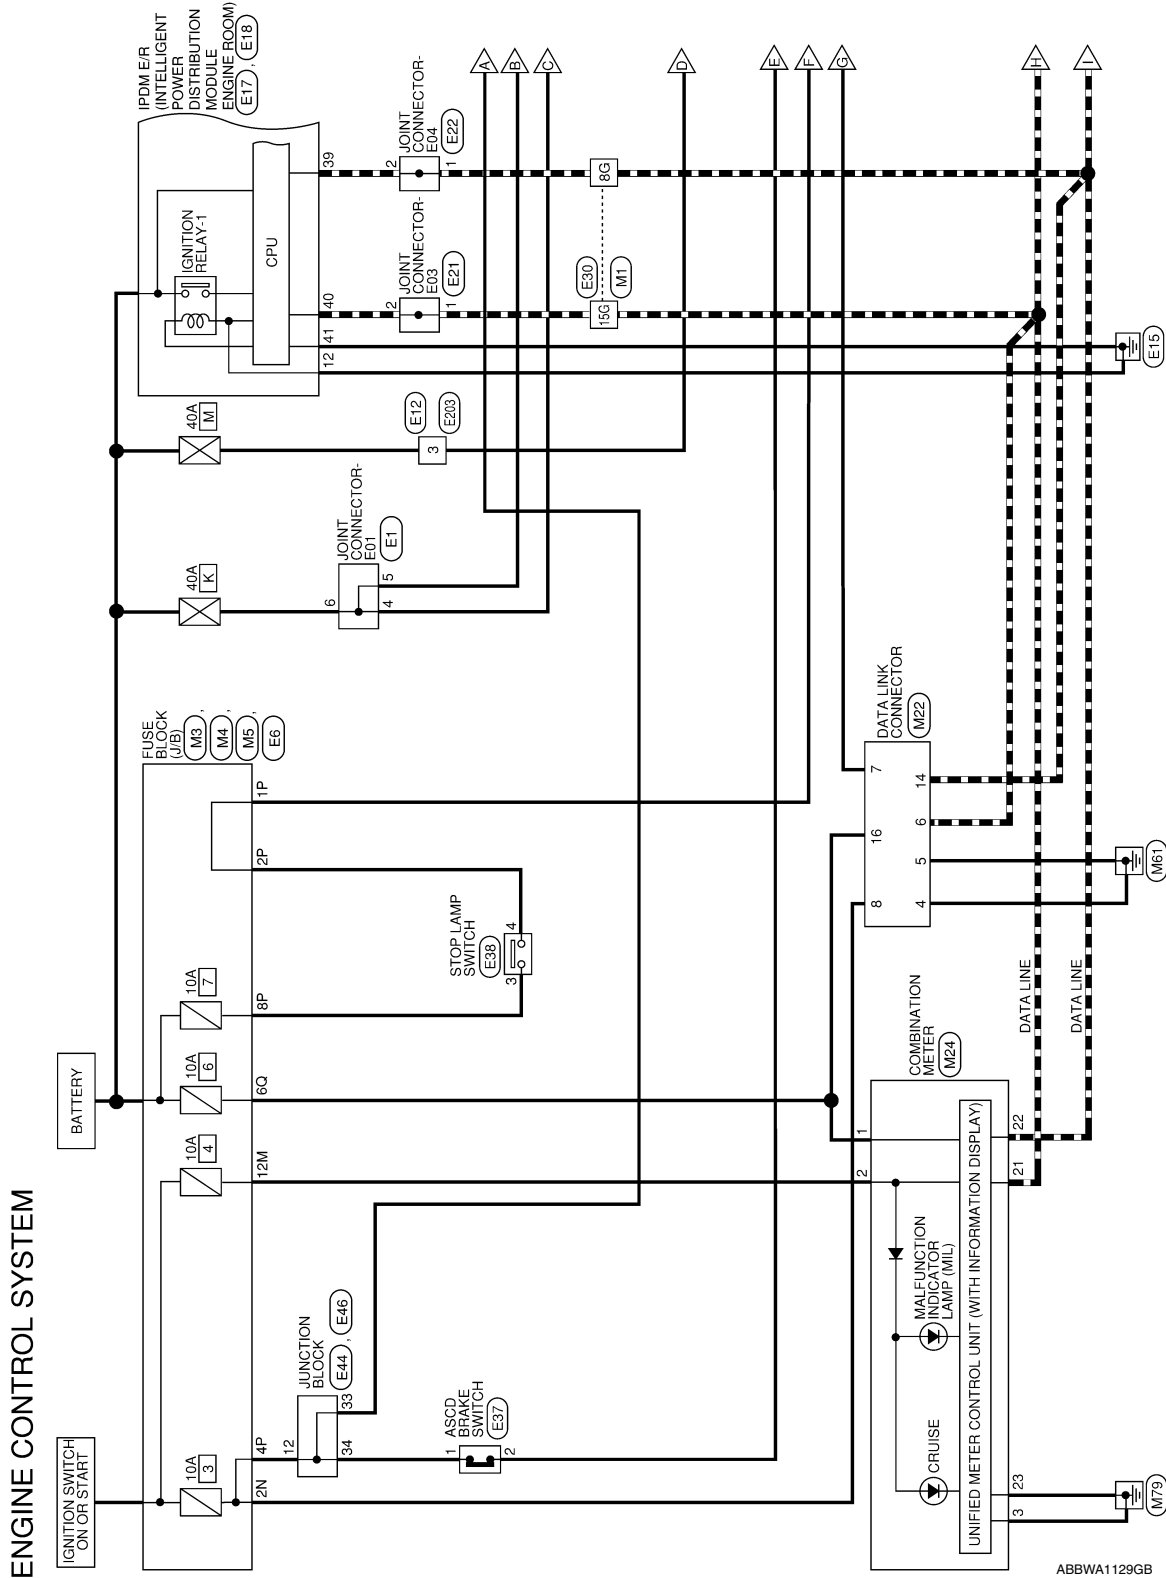 ENGINE CONTROL SYSTEM
IGNITION SWITCH
ON OR START
BATTERY
FUSE
BLOCK
(J/B)
M3 ,
M4 ,
M5 ,
E6
10A
3
10A
4
10A
6
10A
7
2N
4P
12M
6Q
8P
2P
1P
40A
K
40A
M
IPDM E/R
(INTELLIGENT
POWER
DISTRIBUTION
MODULE
ENGINE ROOM)
E17 , E18
IGNITION
RELAY-1
CPU
12
41
40
39
JUNCTION
BLOCK
E44 , E46
12
34
33
ASCD
BRAKE
SWITCH
E37
1
2
STOP LAMP
SWITCH
E38
3
4
JOINT
CONNECTOR-
E01
E1
6
4
5
3
E12
E203
JOINT
CONNECTOR-
E03
E21
2
1
JOINT
CONNECTOR-
E04
E22
2
1
15G
8G
E30
M1
A
B
C
D
E
F
G
H
I
DATA LINK
CONNECTOR
M22
8
16
7
4
5
6
14
COMBINATION
METER
M24
2
1
CRUISE
MALFUNCTION
INDICATOR
LAMP (MIL)
UNIFIED METER CONTROL UNIT (WITH INFORMATION DISPLAY)
3
23
21
22
DATA LINE
DATA LINE
M79
M61
E15
ABBWA1129GB